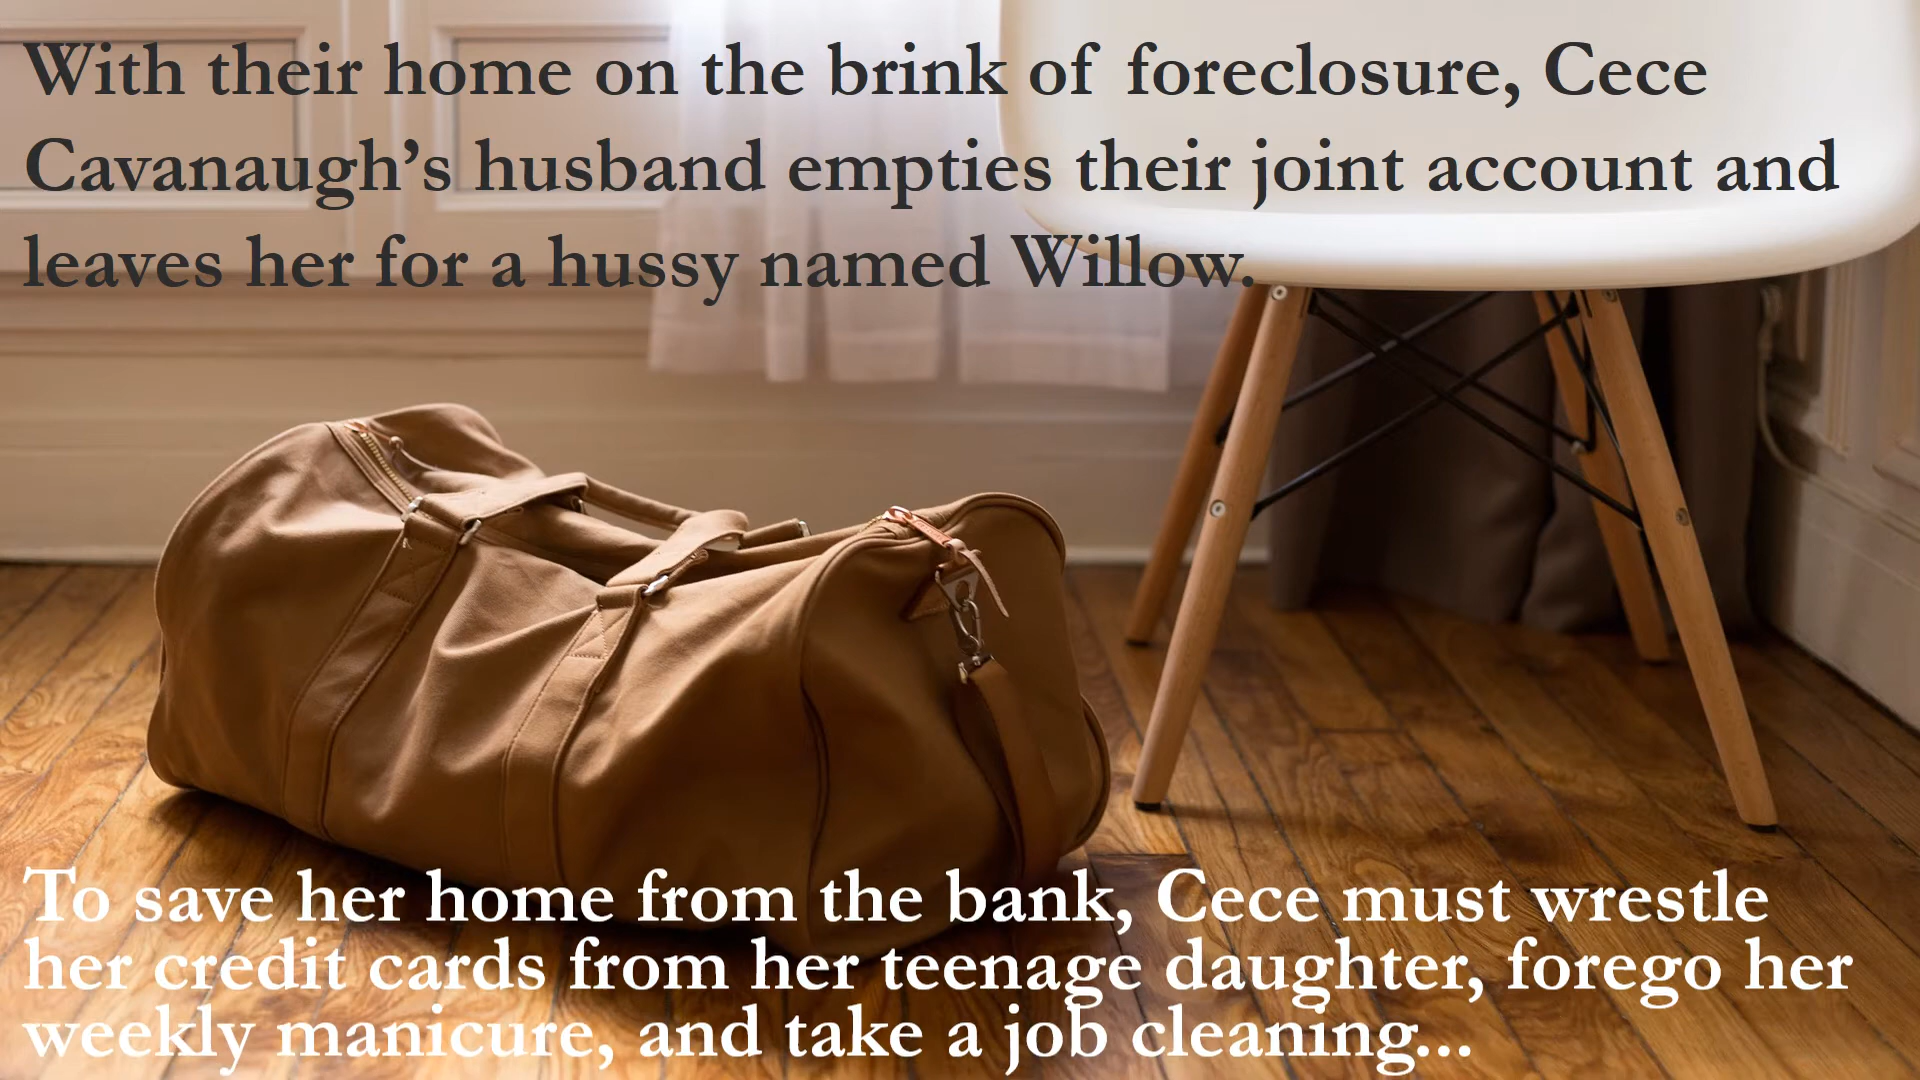 With their home on the brink of foreclosure, Cece
Cavanaugh’s husband empties their joint account and
leaves her for a hussy named Willow.
To save her home from the bank, Cece must wrestle
her credit cards from her teenage daughter, forego her
weekly manicure, and take a job cleaning...